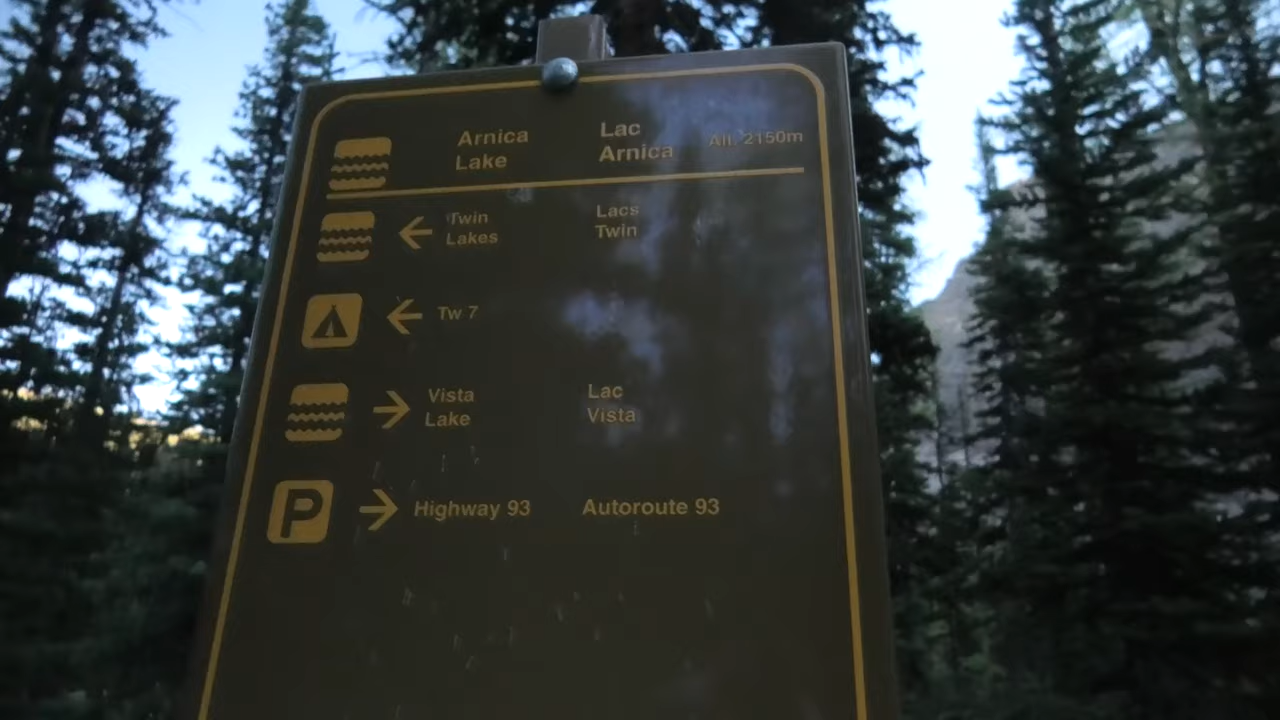 Arnica
Lake
Lac
Arnica
Alt. 2150m
Twin
Lakes
Lacs
Twin
Tw 7
Vista
Lake
Lac
Vista
P
Highway 93
Autoroute 93